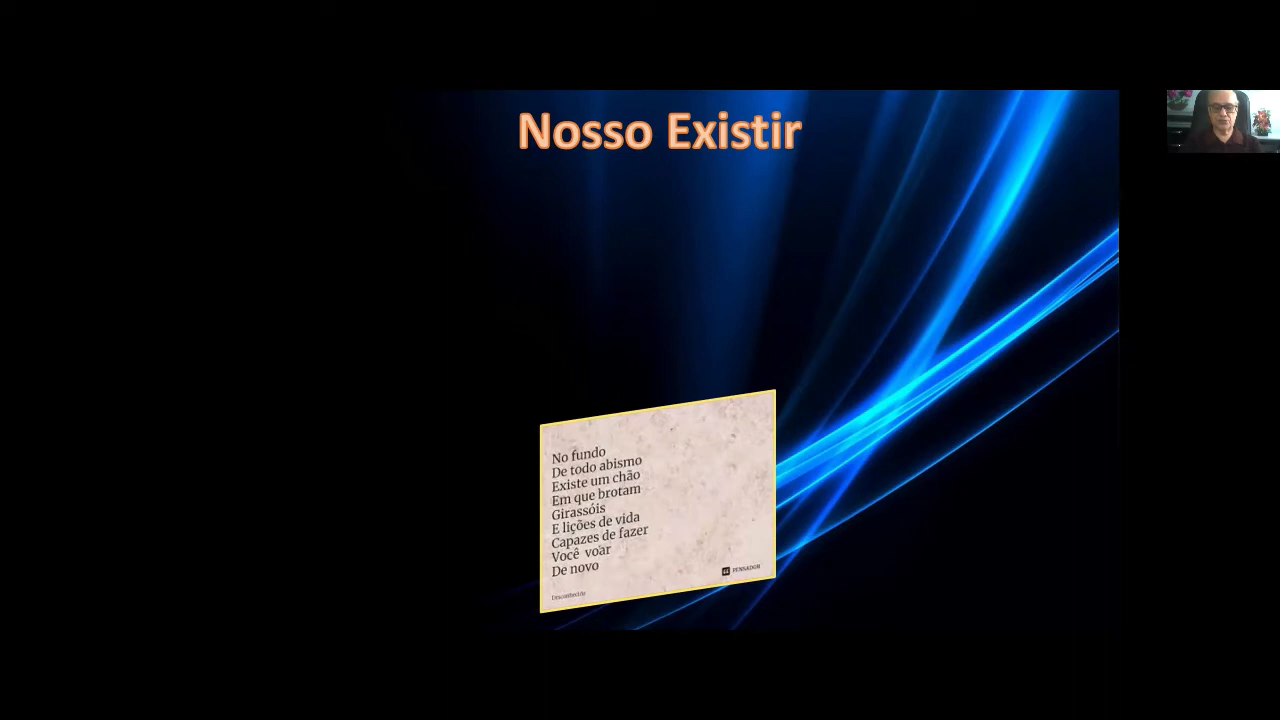 Nosso Existir
No fundo
De todo abismo
Existe um chão
Em que brotam
Girassóis
E lições de vida
Capazes de fazer
Você voar
De novo
PENSADOR
Desconhecido